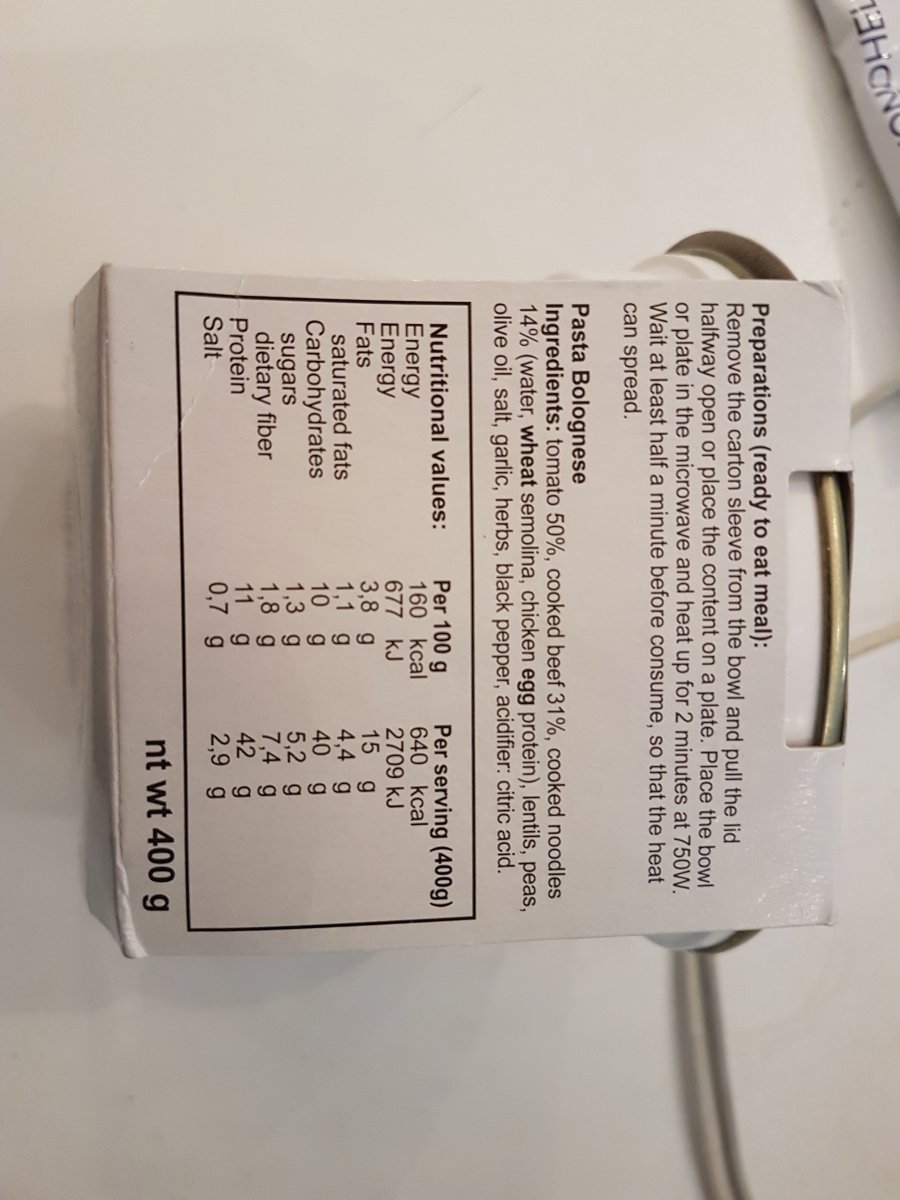 Preparations (ready to eat meal):
Remove the carton sleeve from the bowl and pull the lid
halfway open or place the content on a plate. Place the bowl
or plate in the microwave and heat up for 2 minutes at 750W.
Wait at least half a minute before consume, so that the heat
can spread.
Pasta Bolognese
Ingredients: tomato 50%, cooked beef 31%, cooked noodles
14% (water, wheat semolina, chicken egg protein), lentils, peas,
olive oil, salt, garlic, herbs, black pepper, acidifier: citric acid.
Nutritional values: Per 100 g Per serving (400g)
Energy 160 kcal 640 kcal
Energy 677 kJ 2709 kJ
Fats 3,8 g 15 g
saturated fats 1,1 g 4,4 g
Carbohydrates 10 g 40 g
sugars 1,3 g 5,2 g
dietary fiber 1,8 g 7,4 g
Protein 11 g 42 g
Salt 0,7 g 2,9 g
nt wt 400 g